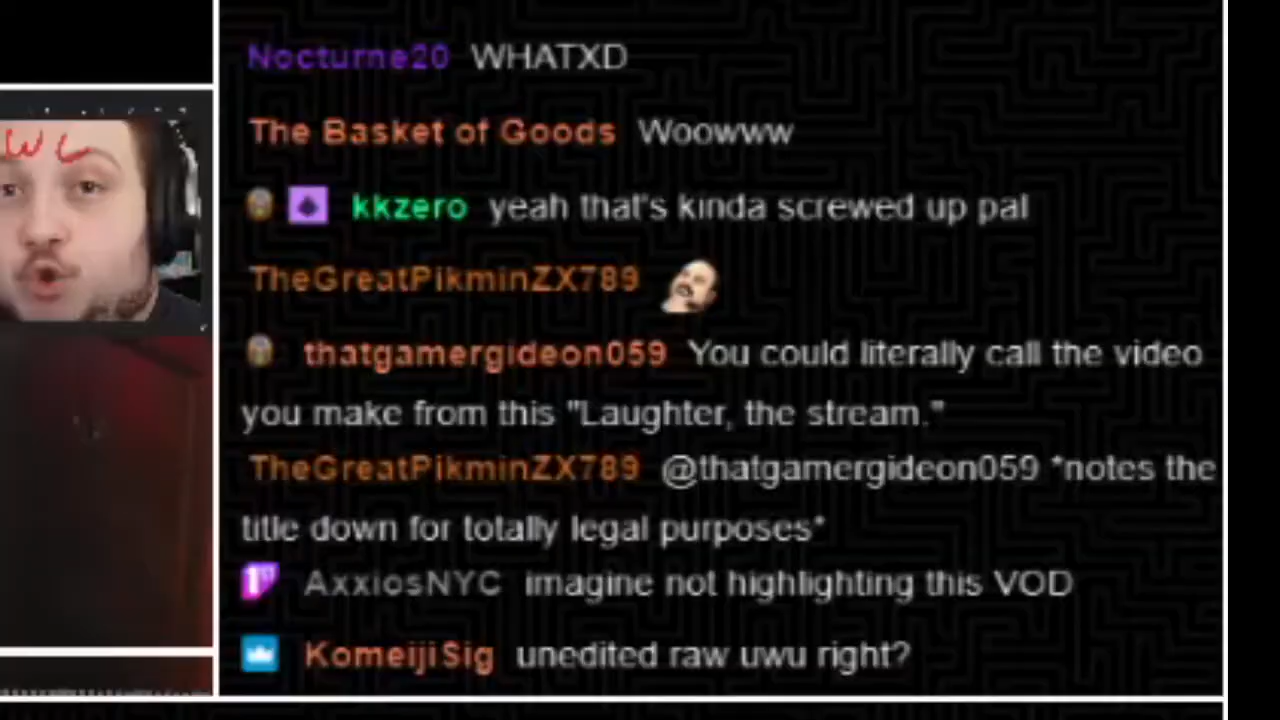 Nocturne20 WHATXD
The Basket of Goods Woowww
WL
kkzero yeah that's kinda screwed up pal
TheGreatPikminZX789
thatgamergideon059 You could literally call the video
you make from this "Laughter, the stream."
TheGreatPikminZX789 @thatgamergideon059 *notes the
title down for totally legal purposes*
AxxiosNYC imagine not highlighting this VOD
KomeijiSig unedited raw uwu right?